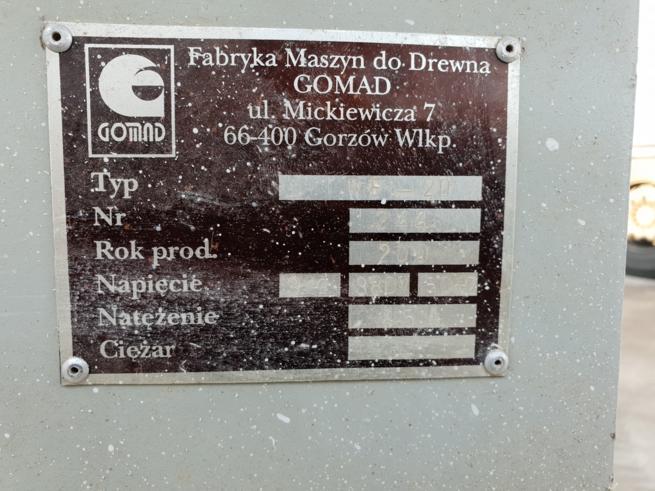 GOMAD
Fabryka Maszyn do Drewna
GOMAD
ul. Mickiewicza 7
66-400 Gorzów Wlkp.
Typ
Nr
Rok prod.
Napięcie
Natężenie
Ciężar